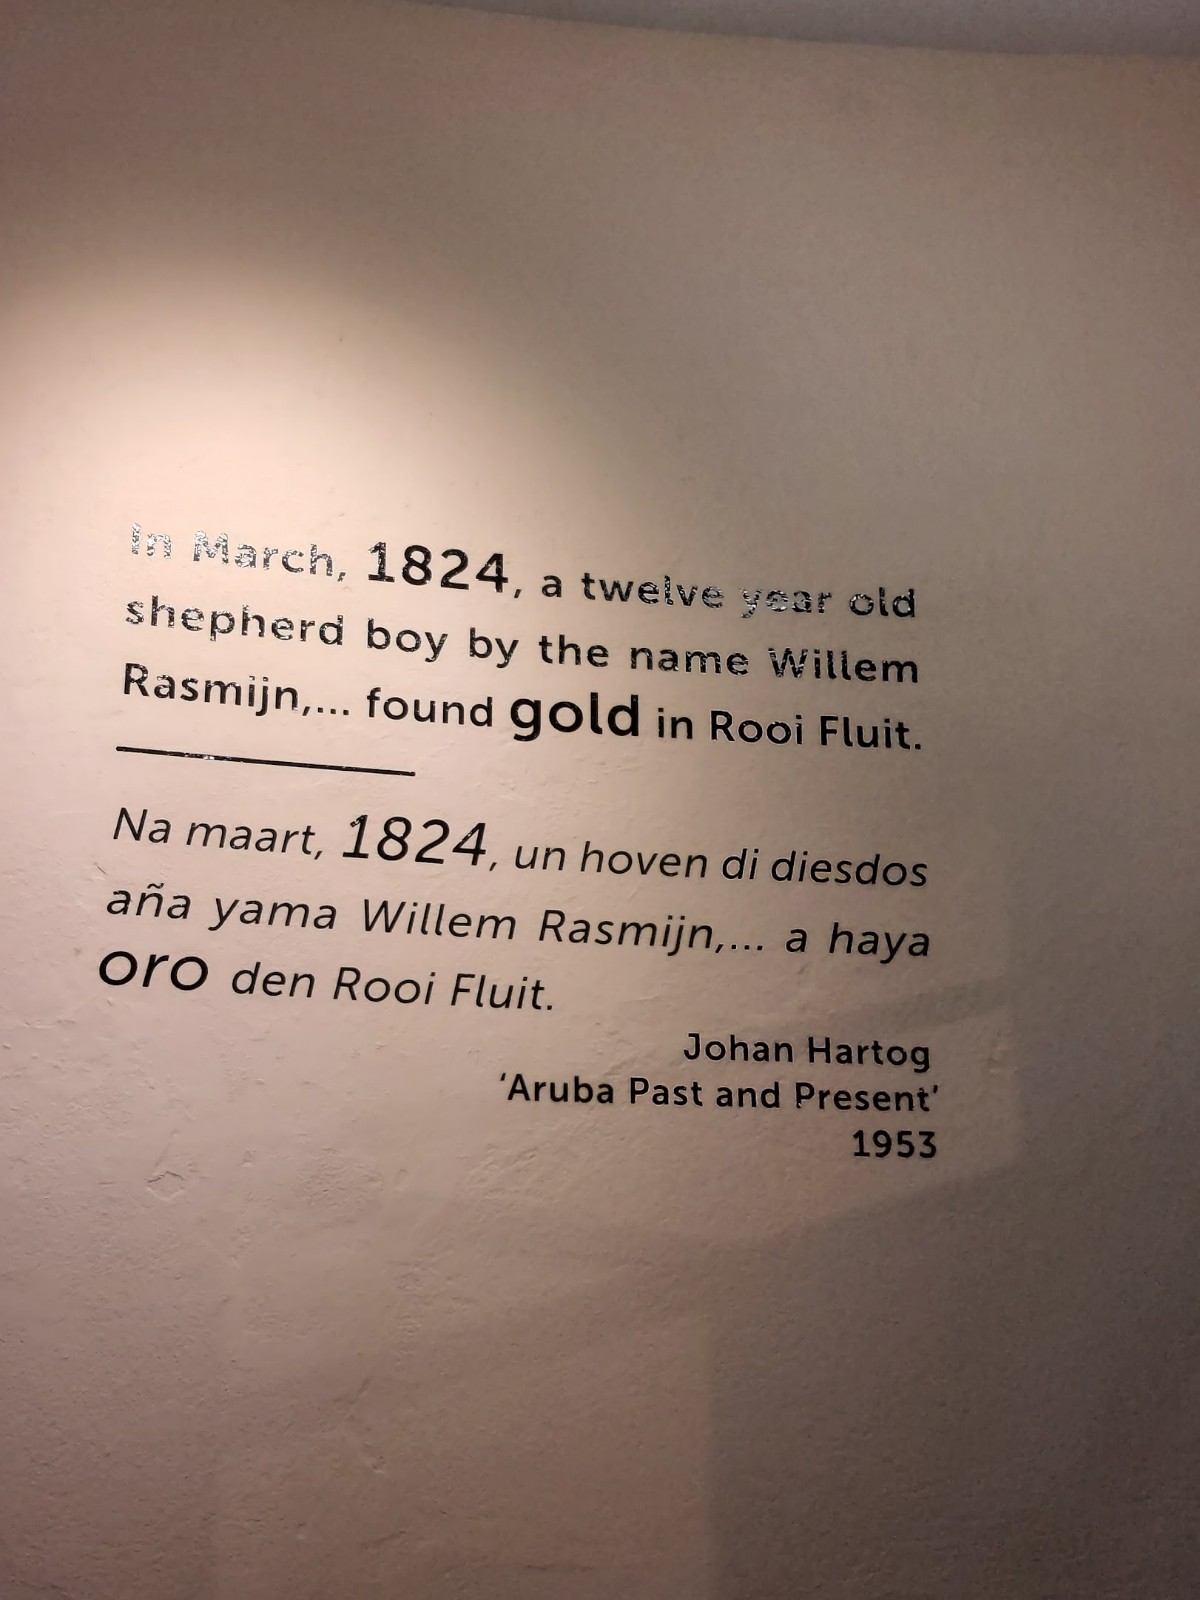 In March, 1824, a twelve year old
shepherd boy by the name Willem
Rasmijn,... found gold in Rooi Fluit.
Na maart, 1824, un hoven di diesdos
aña yama Willem Rasmijn,... a haya
oro den Rooi Fluit.
Johan Hartog
‘Aruba Past and Present’
1953